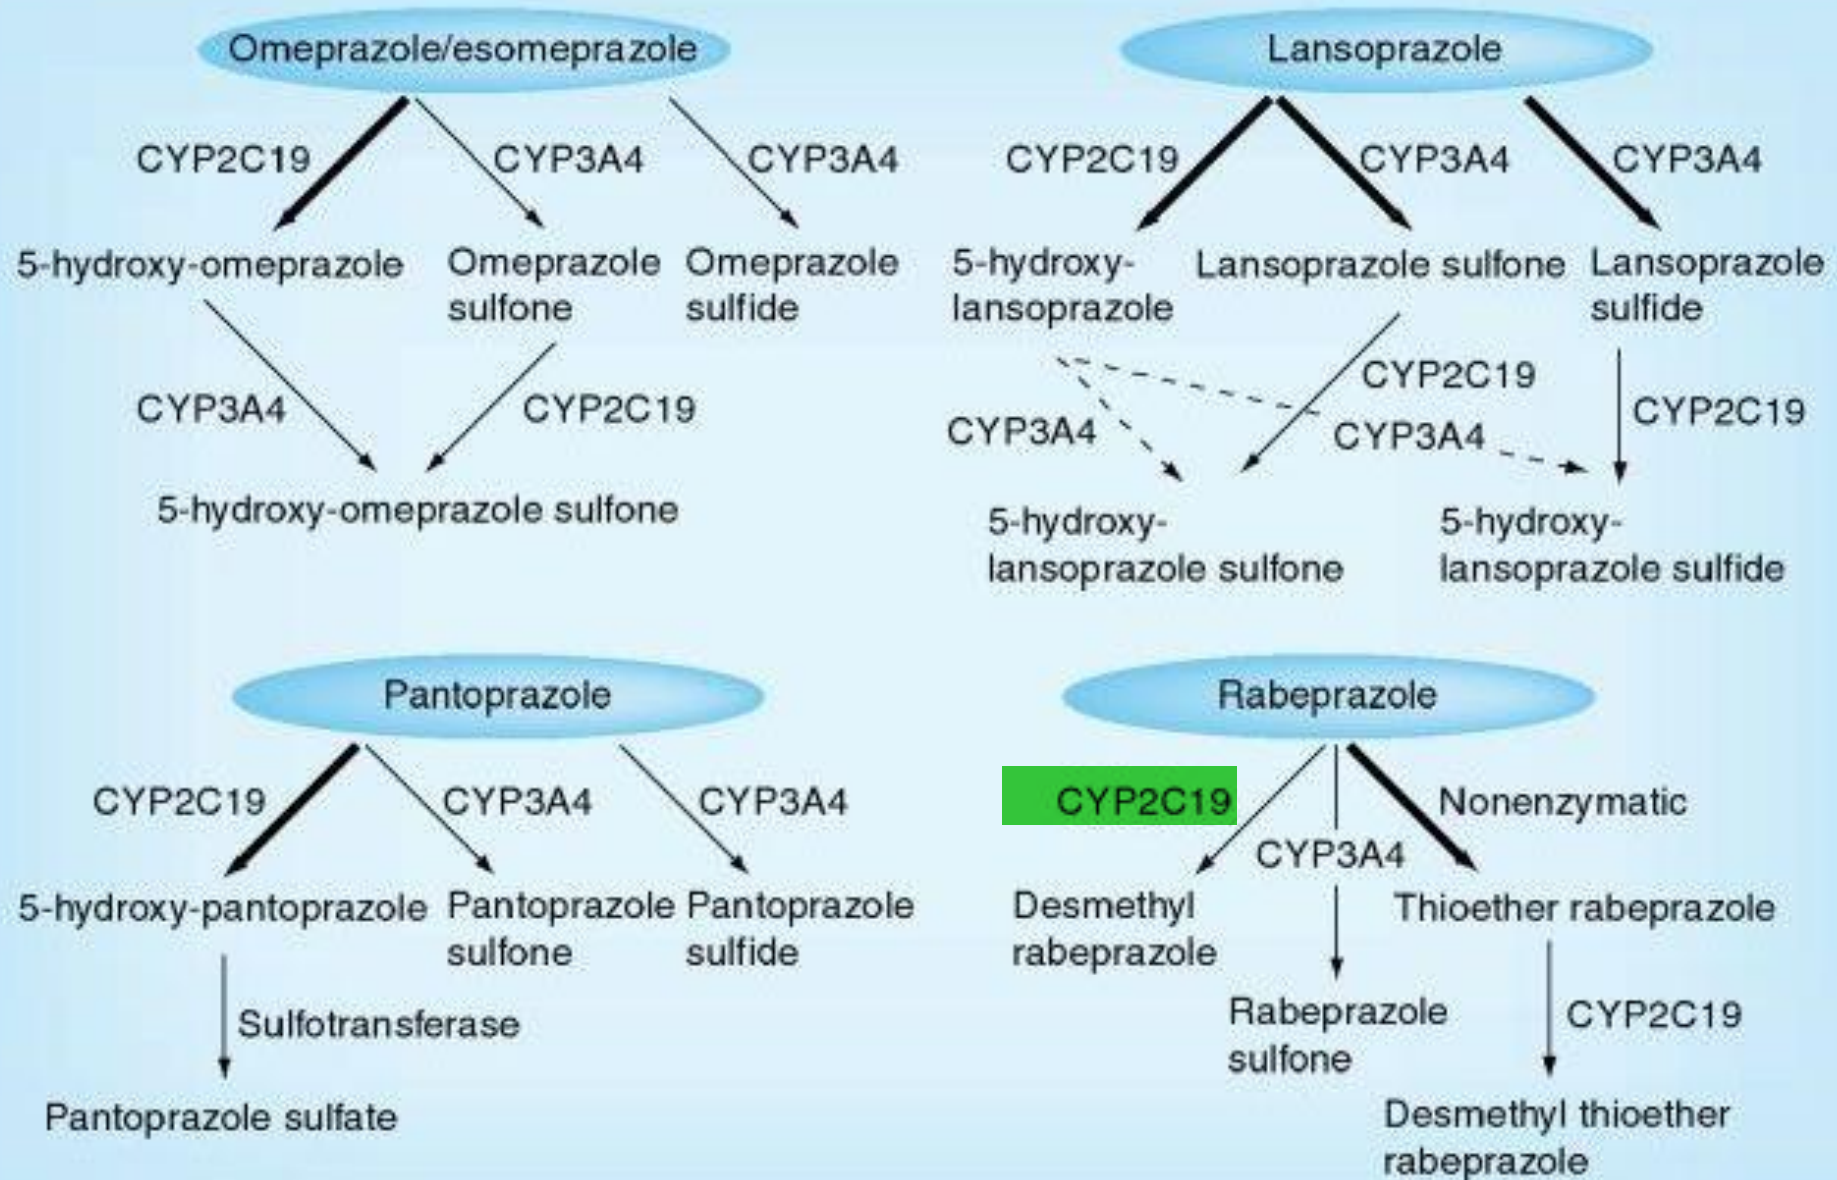 Omeprazole/esomeprazole
CYP2C19
CYP3A4
CYP3A4
5-hydroxy-omeprazole
Omeprazole
sulfone
Omeprazole
sulfide
CYP3A4
CYP2C19
5-hydroxy-omeprazole sulfone
Lansoprazole
CYP2C19
CYP3A4
CYP3A4
5-hydroxy-
lansoprazole
Lansoprazole sulfone
Lansoprazole
sulfide
CYP2C19
CYP3A4
CYP3A4
CYP2C19
5-hydroxy-
lansoprazole sulfone
5-hydroxy-
lansoprazole sulfide
Pantoprazole
CYP2C19
CYP3A4
CYP3A4
5-hydroxy-pantoprazole
Pantoprazole
sulfone
Pantoprazole
sulfide
Sulfotransferase
Pantoprazole sulfate
Rabeprazole
CYP2C19
CYP3A4
Nonenzymatic
Desmethyl
rabeprazole
Thioether rabeprazole
Rabeprazole
sulfone
CYP2C19
Desmethyl thioether
rabeprazole